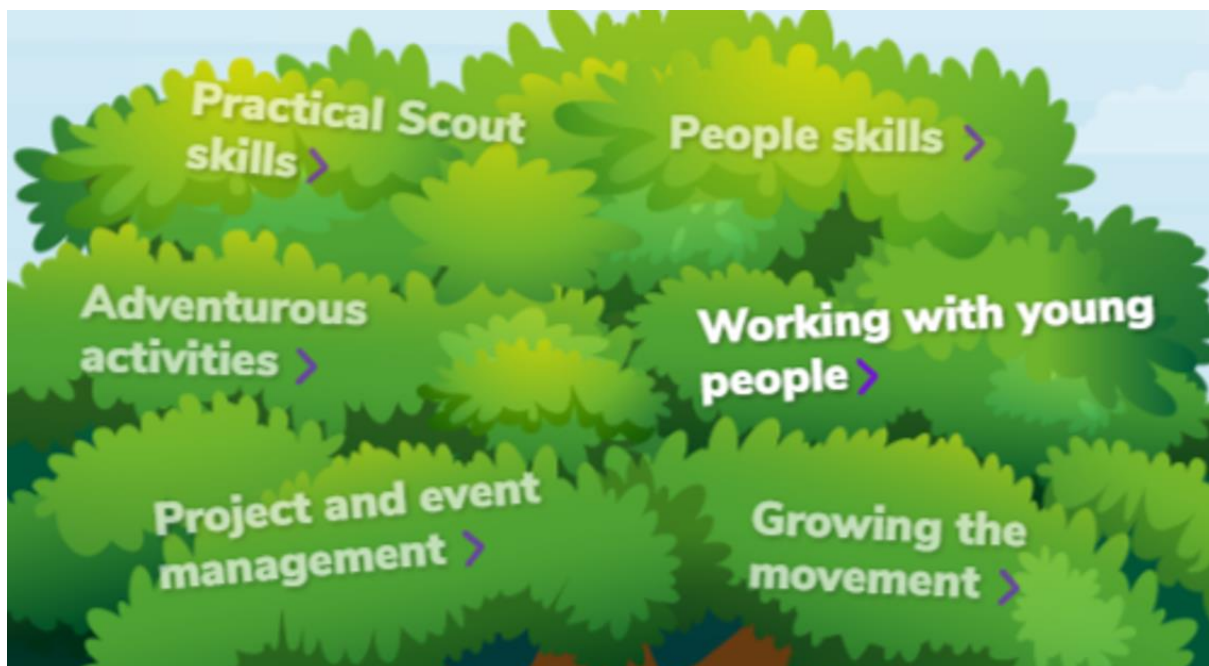 Practical Scout
skills
People skills
Adventurous
activities
Working with young
people
Project and event
management
Growing the
movement